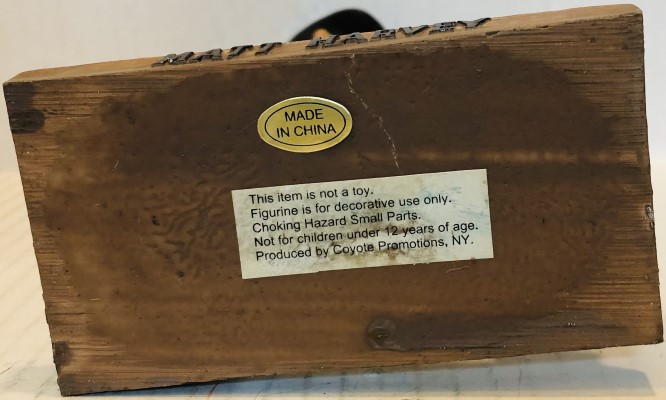 MATT HARVEY
MADE
IN CHINA
This item is not a toy.
Figurine is for decorative use only.
Choking Hazard Small Parts.
Not for children under 12 years of age.
Produced by Coyote Promotions, NY.